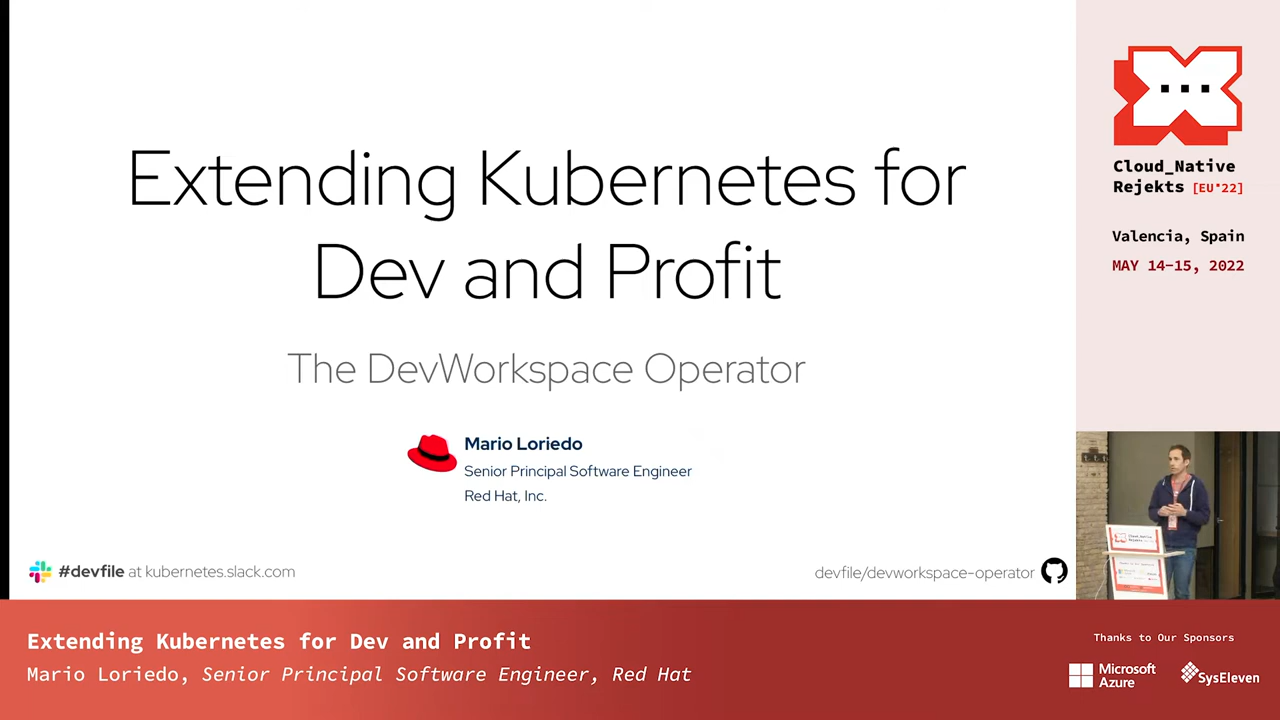 Extending Kubernetes for
Dev and Profit
The DevWorkspace Operator
Mario Loriedo
Senior Principal Software Engineer
Red Hat, Inc.
#devfile at kubernetes.slack.com
devfile/devworkspace-operator
Cloud_Native
Rejekts [EU*22]
Valencia, Spain
MAY 14-15, 2022
Cloud_Native
Rejekts
Extending Kubernetes for Dev and Profit
Mario Loriedo, Senior Principal Software Engineer, Red Hat
Thanks to Our Sponsors
Microsoft
Azure
SysEleven